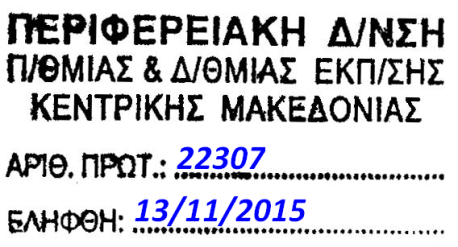 ΠΕΡΙΦΕΡΕΙΑΚΗ Δ/ΝΣΗ
Π/ΘΜΙΑΣ & Δ/ΘΜΙΑΣ ΕΚΠ/ΣΗΣ
ΚΕΝΤΡΙΚΗΣ ΜΑΚΕΔΟΝΙΑΣ
ΑΡΙΘ. ΠΡΩΤ.: 22307
ΕΛΗΦΘΗ: 13/11/2015